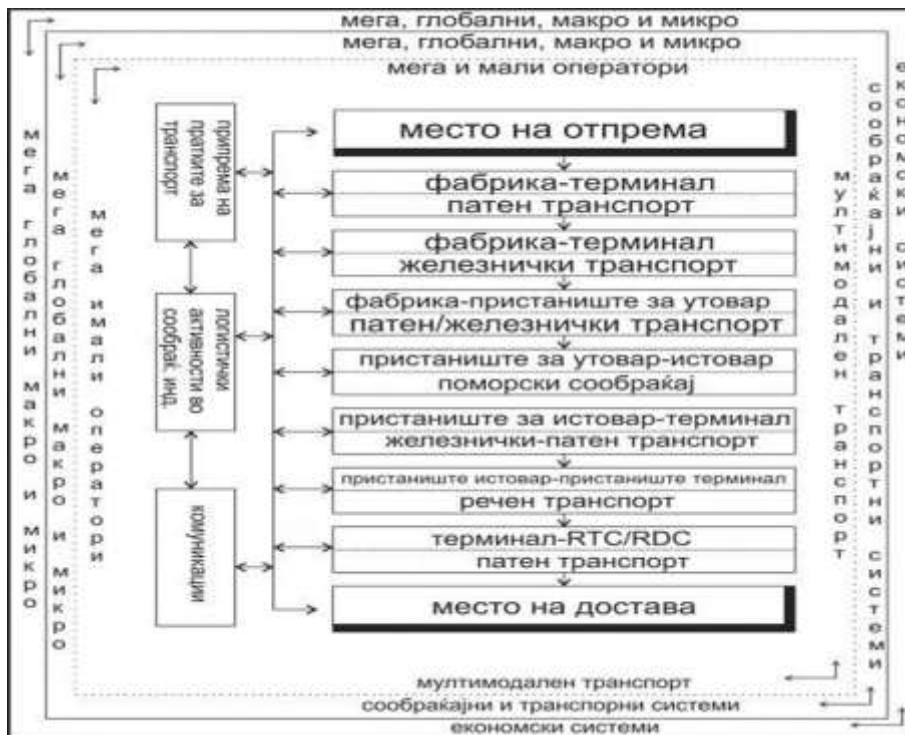 мега, глобални, макро и микро
мега, глобални, макро и микро
мега и мали оператори
мега глобални макро и микро
мега глобални макро и микро
мега имали оператори
припрема на
пратките за
транспорт
логистички
активности во
сообраќ. инд.
комуникации
место на отпрема
фабрика-терминал
патен транспорт
фабрика-терминал
железнички транспорт
фабрика-пристаниште за утовар
патен/железнички транспорт
пристаниште за утовар-истовар
поморски сообраќај
пристаниште за истовар-терминал
железнички-патен транспорт
пристаниште истовар-пристаниште терминал
речен транспорт
терминал-RTC/RDC
патен транспорт
место на достава
мултимодален транспорт
сообраќајни и транспортни системи
економски системи
мултимодален транспорт
сообраќајни и транспорни системи
економски системи